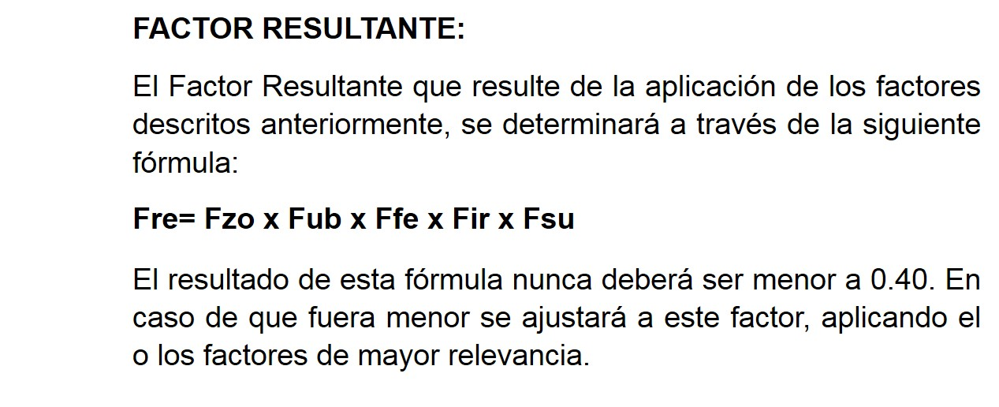 FACTOR RESULTANTE:
El Factor Resultante que resulte de la aplicación de los factores
descritos anteriormente, se determinará a través de la siguiente
fórmula:
Fre= Fzo x Fub x Ffe x Fir x Fsu
El resultado de esta fórmula nunca deberá ser menor a 0.40. En
caso de que fuera menor se ajustará a este factor, aplicando el
o los factores de mayor relevancia.